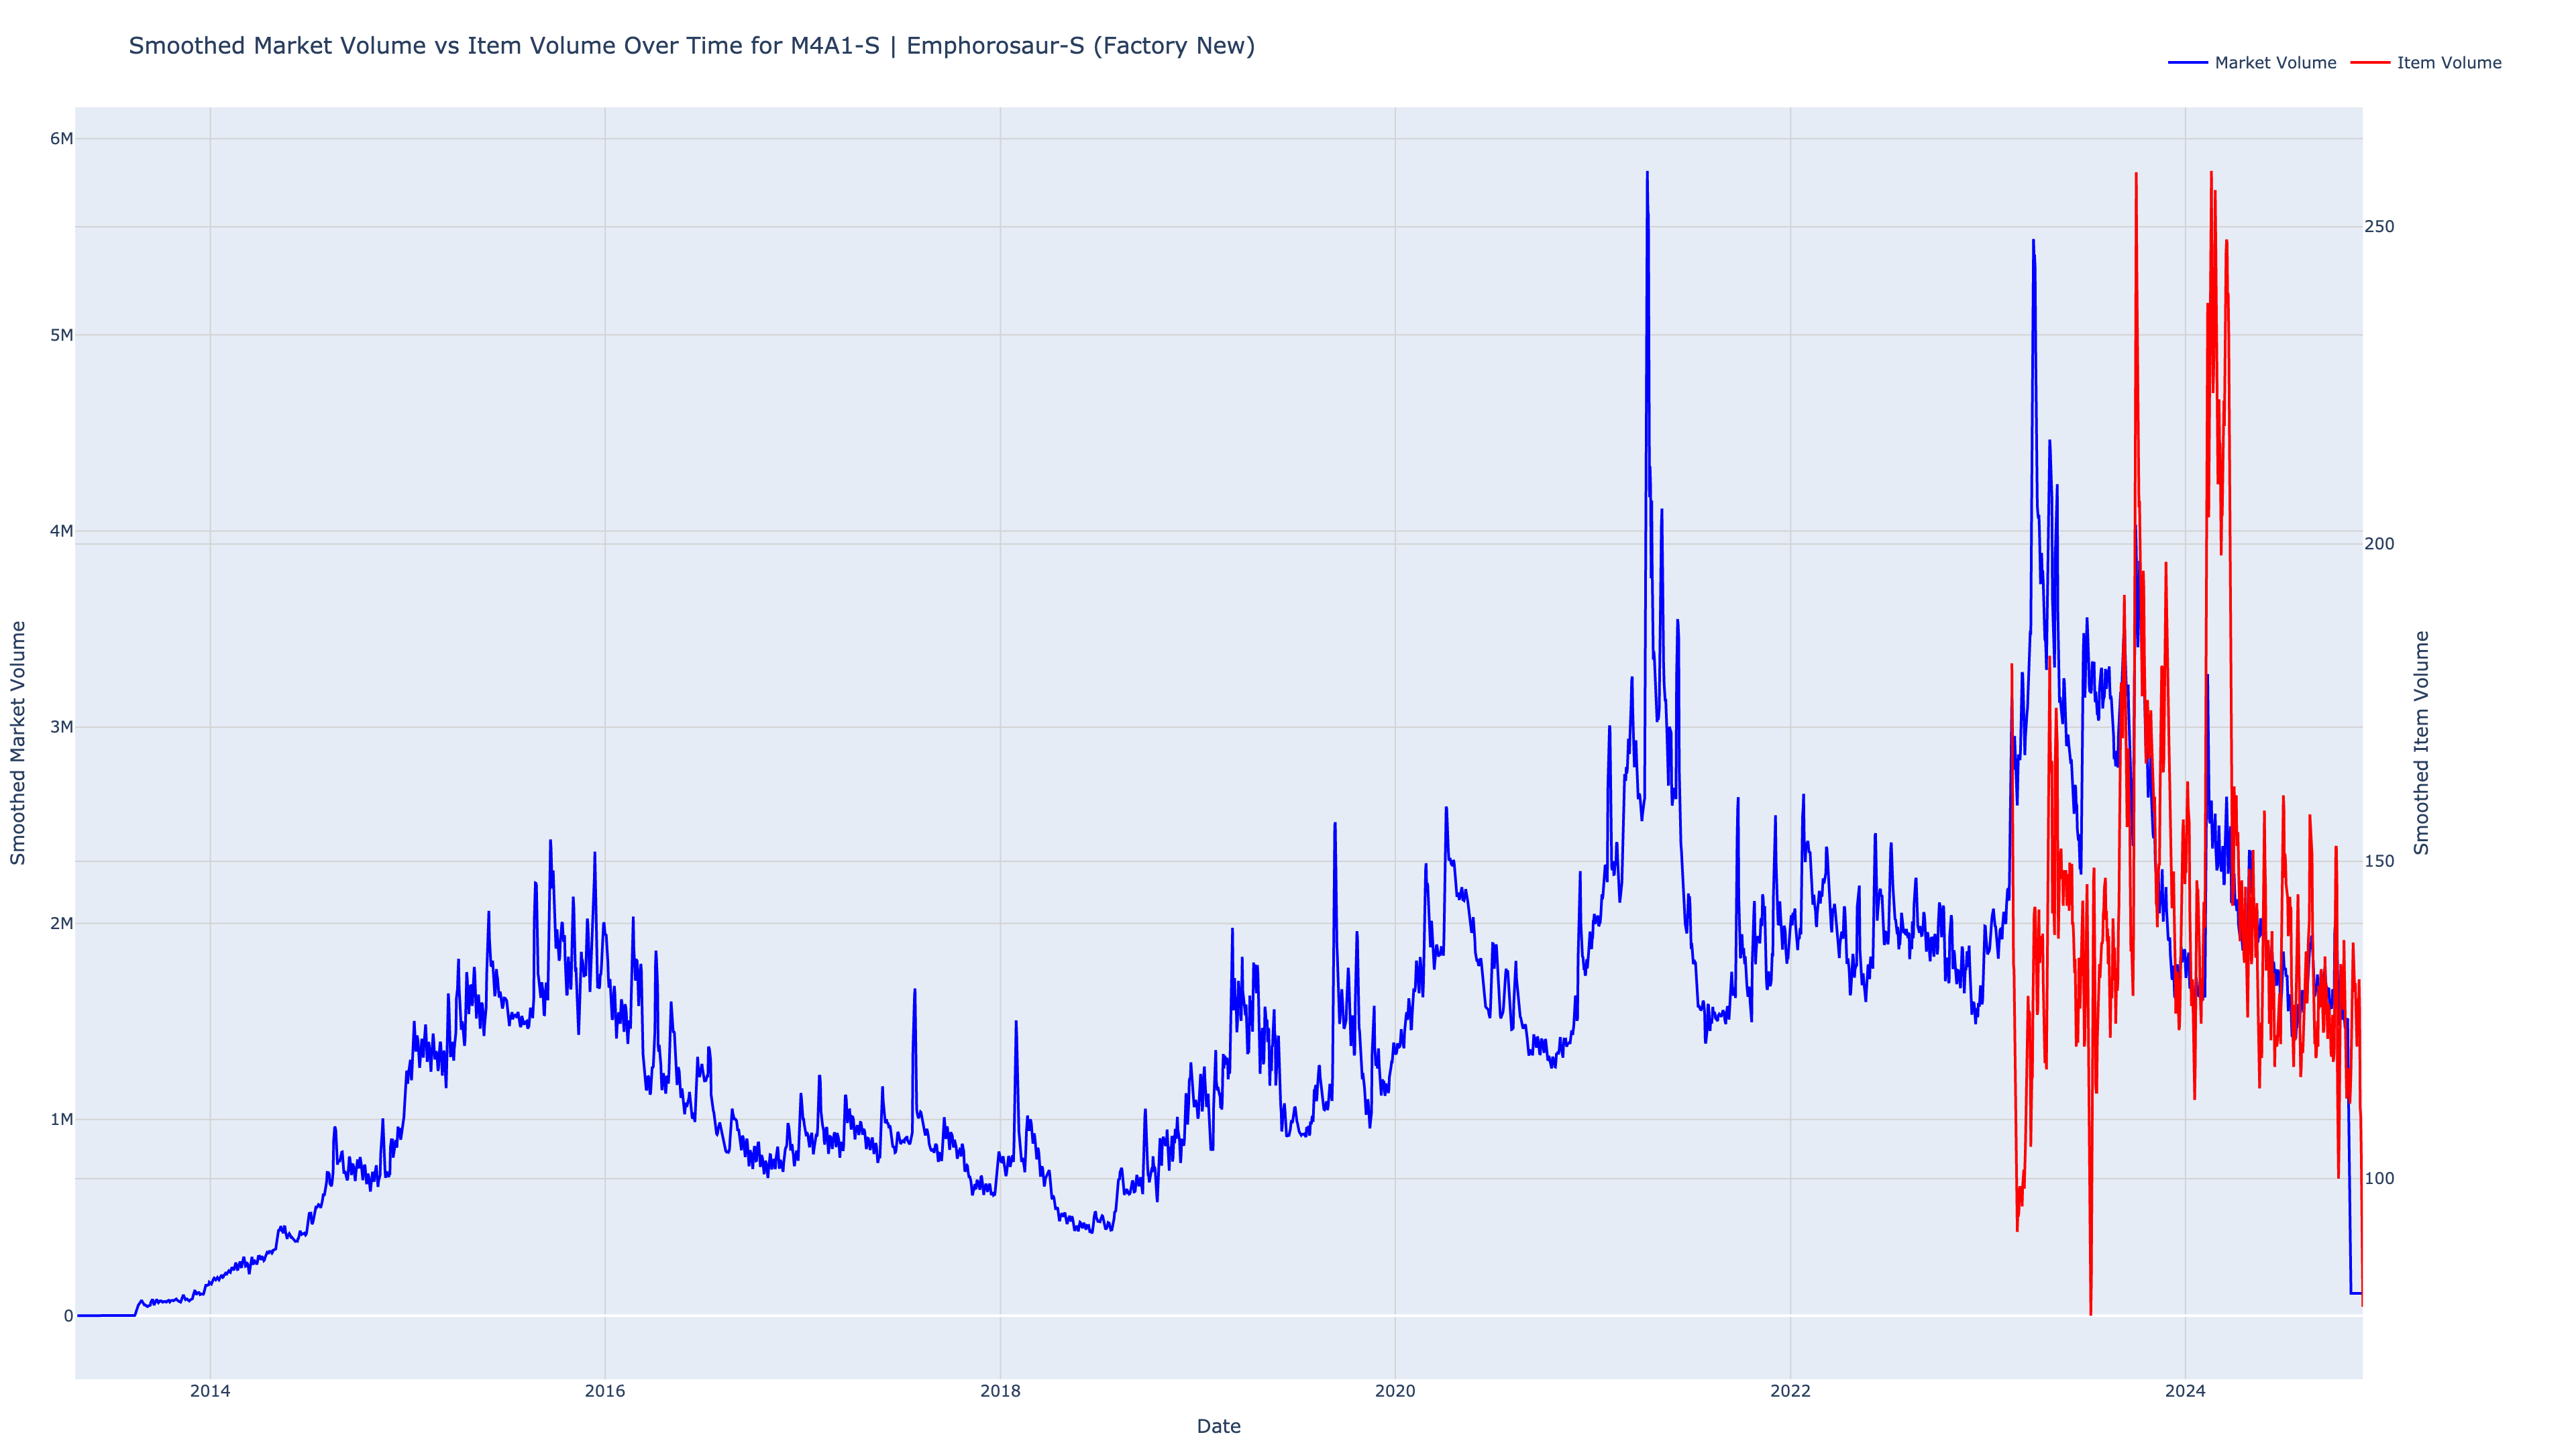 Smoothed Market Volume vs Item Volume Over Time for M4A1-S | Emphorosaur-S (Factory New)
Market Volume
Item Volume
6M
5M
4M
3M
2M
1M
0
Smoothed Market Volume
250
200
150
100
Smoothed Item Volume
2014
2016
2018
2020
2022
2024
Date